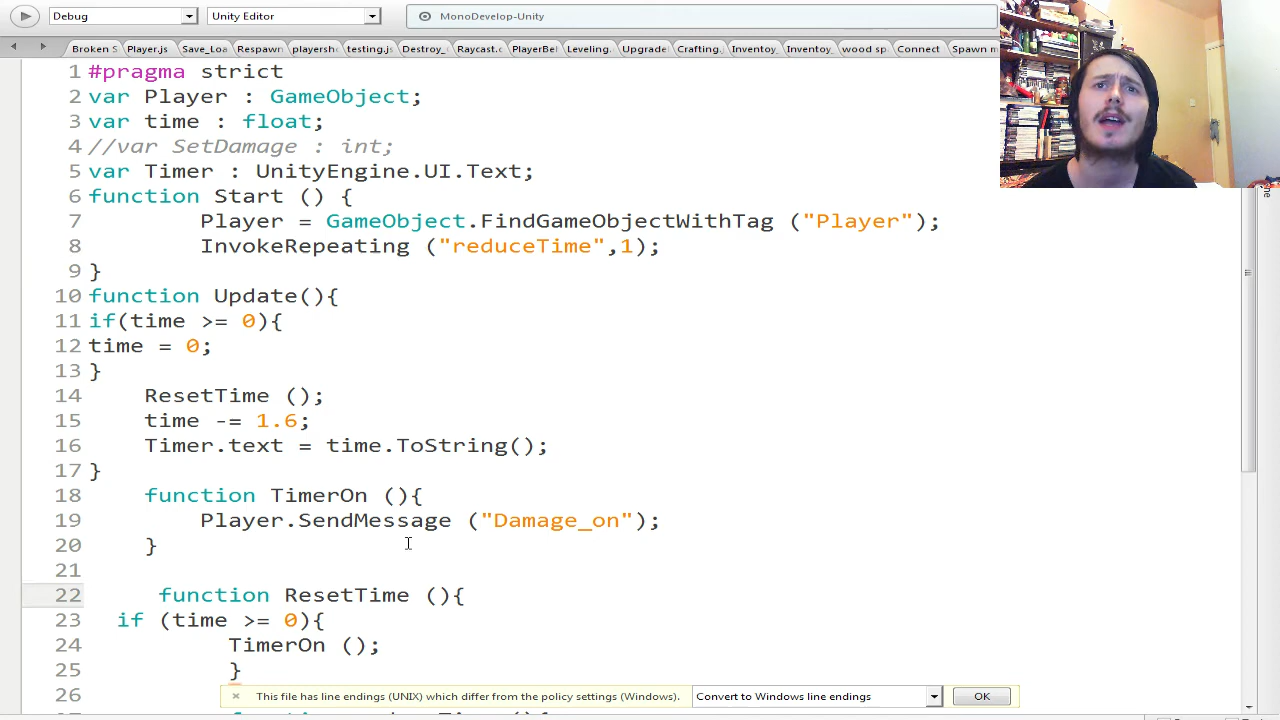 Debug Unity Editor MonoDevelop-Unity
Broken S Player.js Save_Loa Respawn playersh testing.j Destroy_ Raycast.c PlayerBel Leveling. Upgrade Crafting. Inventoy_ Inventoy_ wood sp Connect Spawn m
1 #pragma strict
2 var Player : GameObject;
3 var time : float;
4 //var SetDamage : int;
5 var Timer : UnityEngine.UI.Text;
6 function Start () {
7 Player = GameObject.FindGameObjectWithTag ("Player");
8 InvokeRepeating ("reduceTime",1);
9 }
10 function Update(){
11 if(time >= 0){
12 time = 0;
13 }
14 ResetTime ();
15 time -= 1.6;
16 Timer.text = time.ToString();
17 }
18 function TimerOn (){
19 Player.SendMessage ("Damage_on");
20 }
21
22 function ResetTime (){
23 if (time >= 0){
24 TimerOn ();
25 }
26
This file has line endings (UNIX) which differ from the policy settings (Windows). Convert to Windows line endings OK